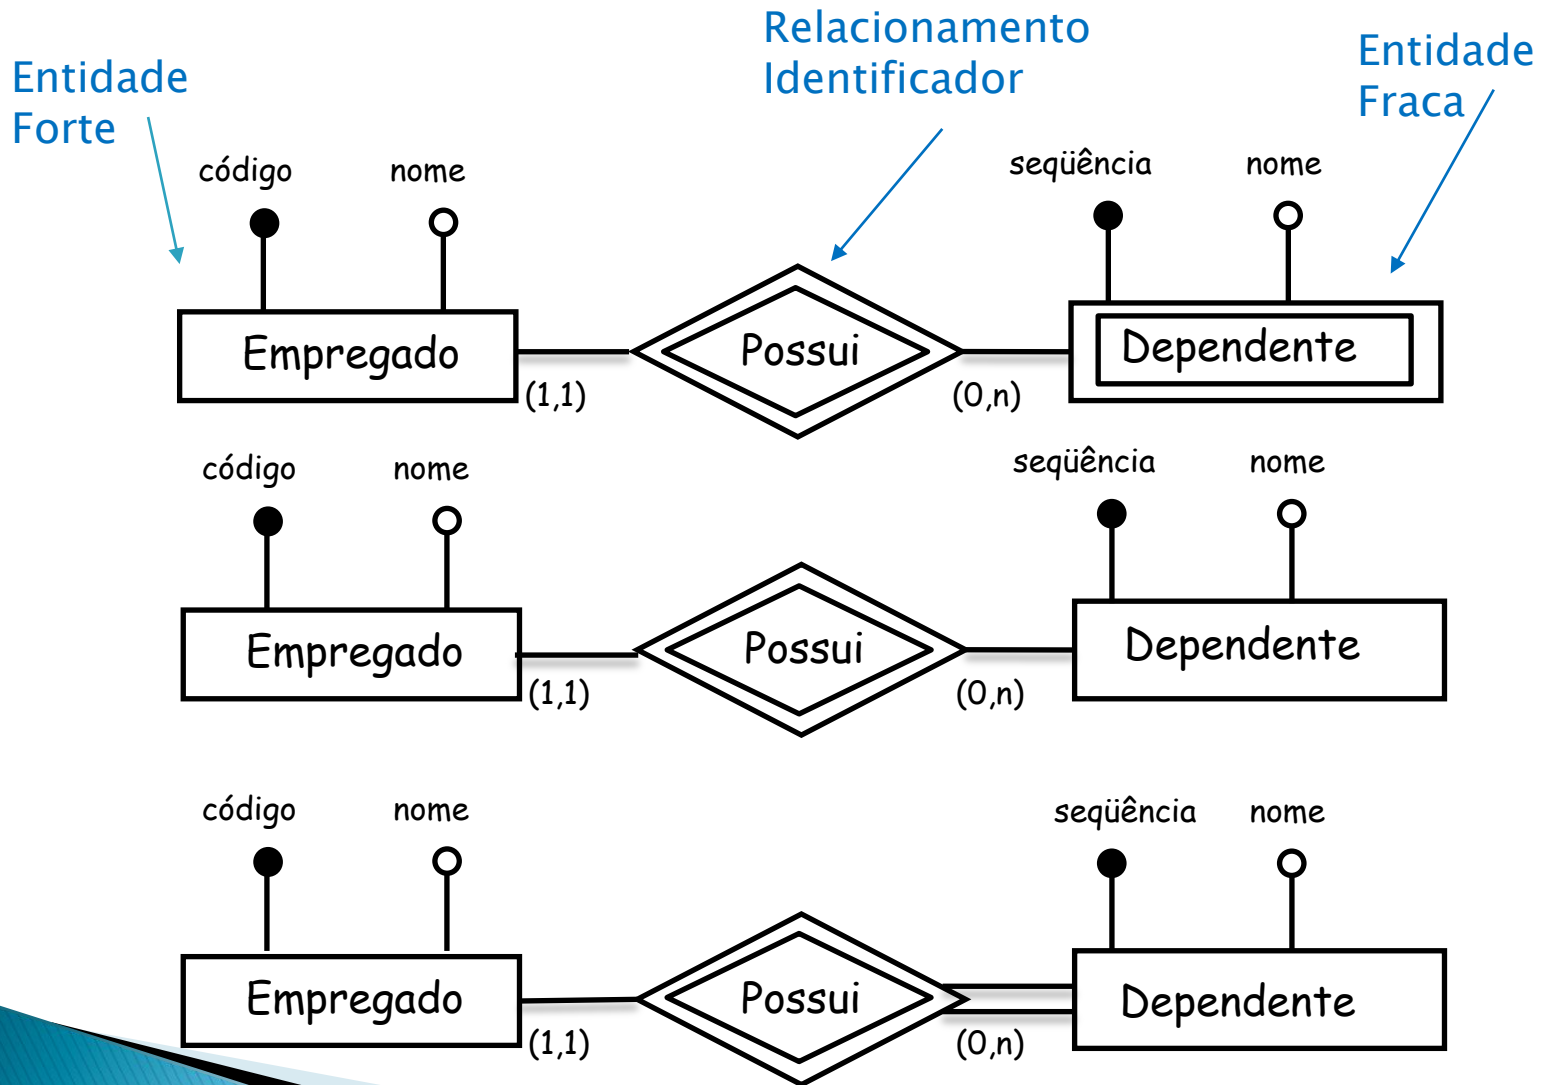 Relacionamento
Identificador
Entidade
Forte
Entidade
Fraca
código nome seqüência nome
Empregado Possui Dependente
(1,1) (0,n)
código nome seqüência nome
Empregado Possui Dependente
(1,1) (0,n)
código nome seqüência nome
Empregado Possui Dependente
(1,1) (0,n)